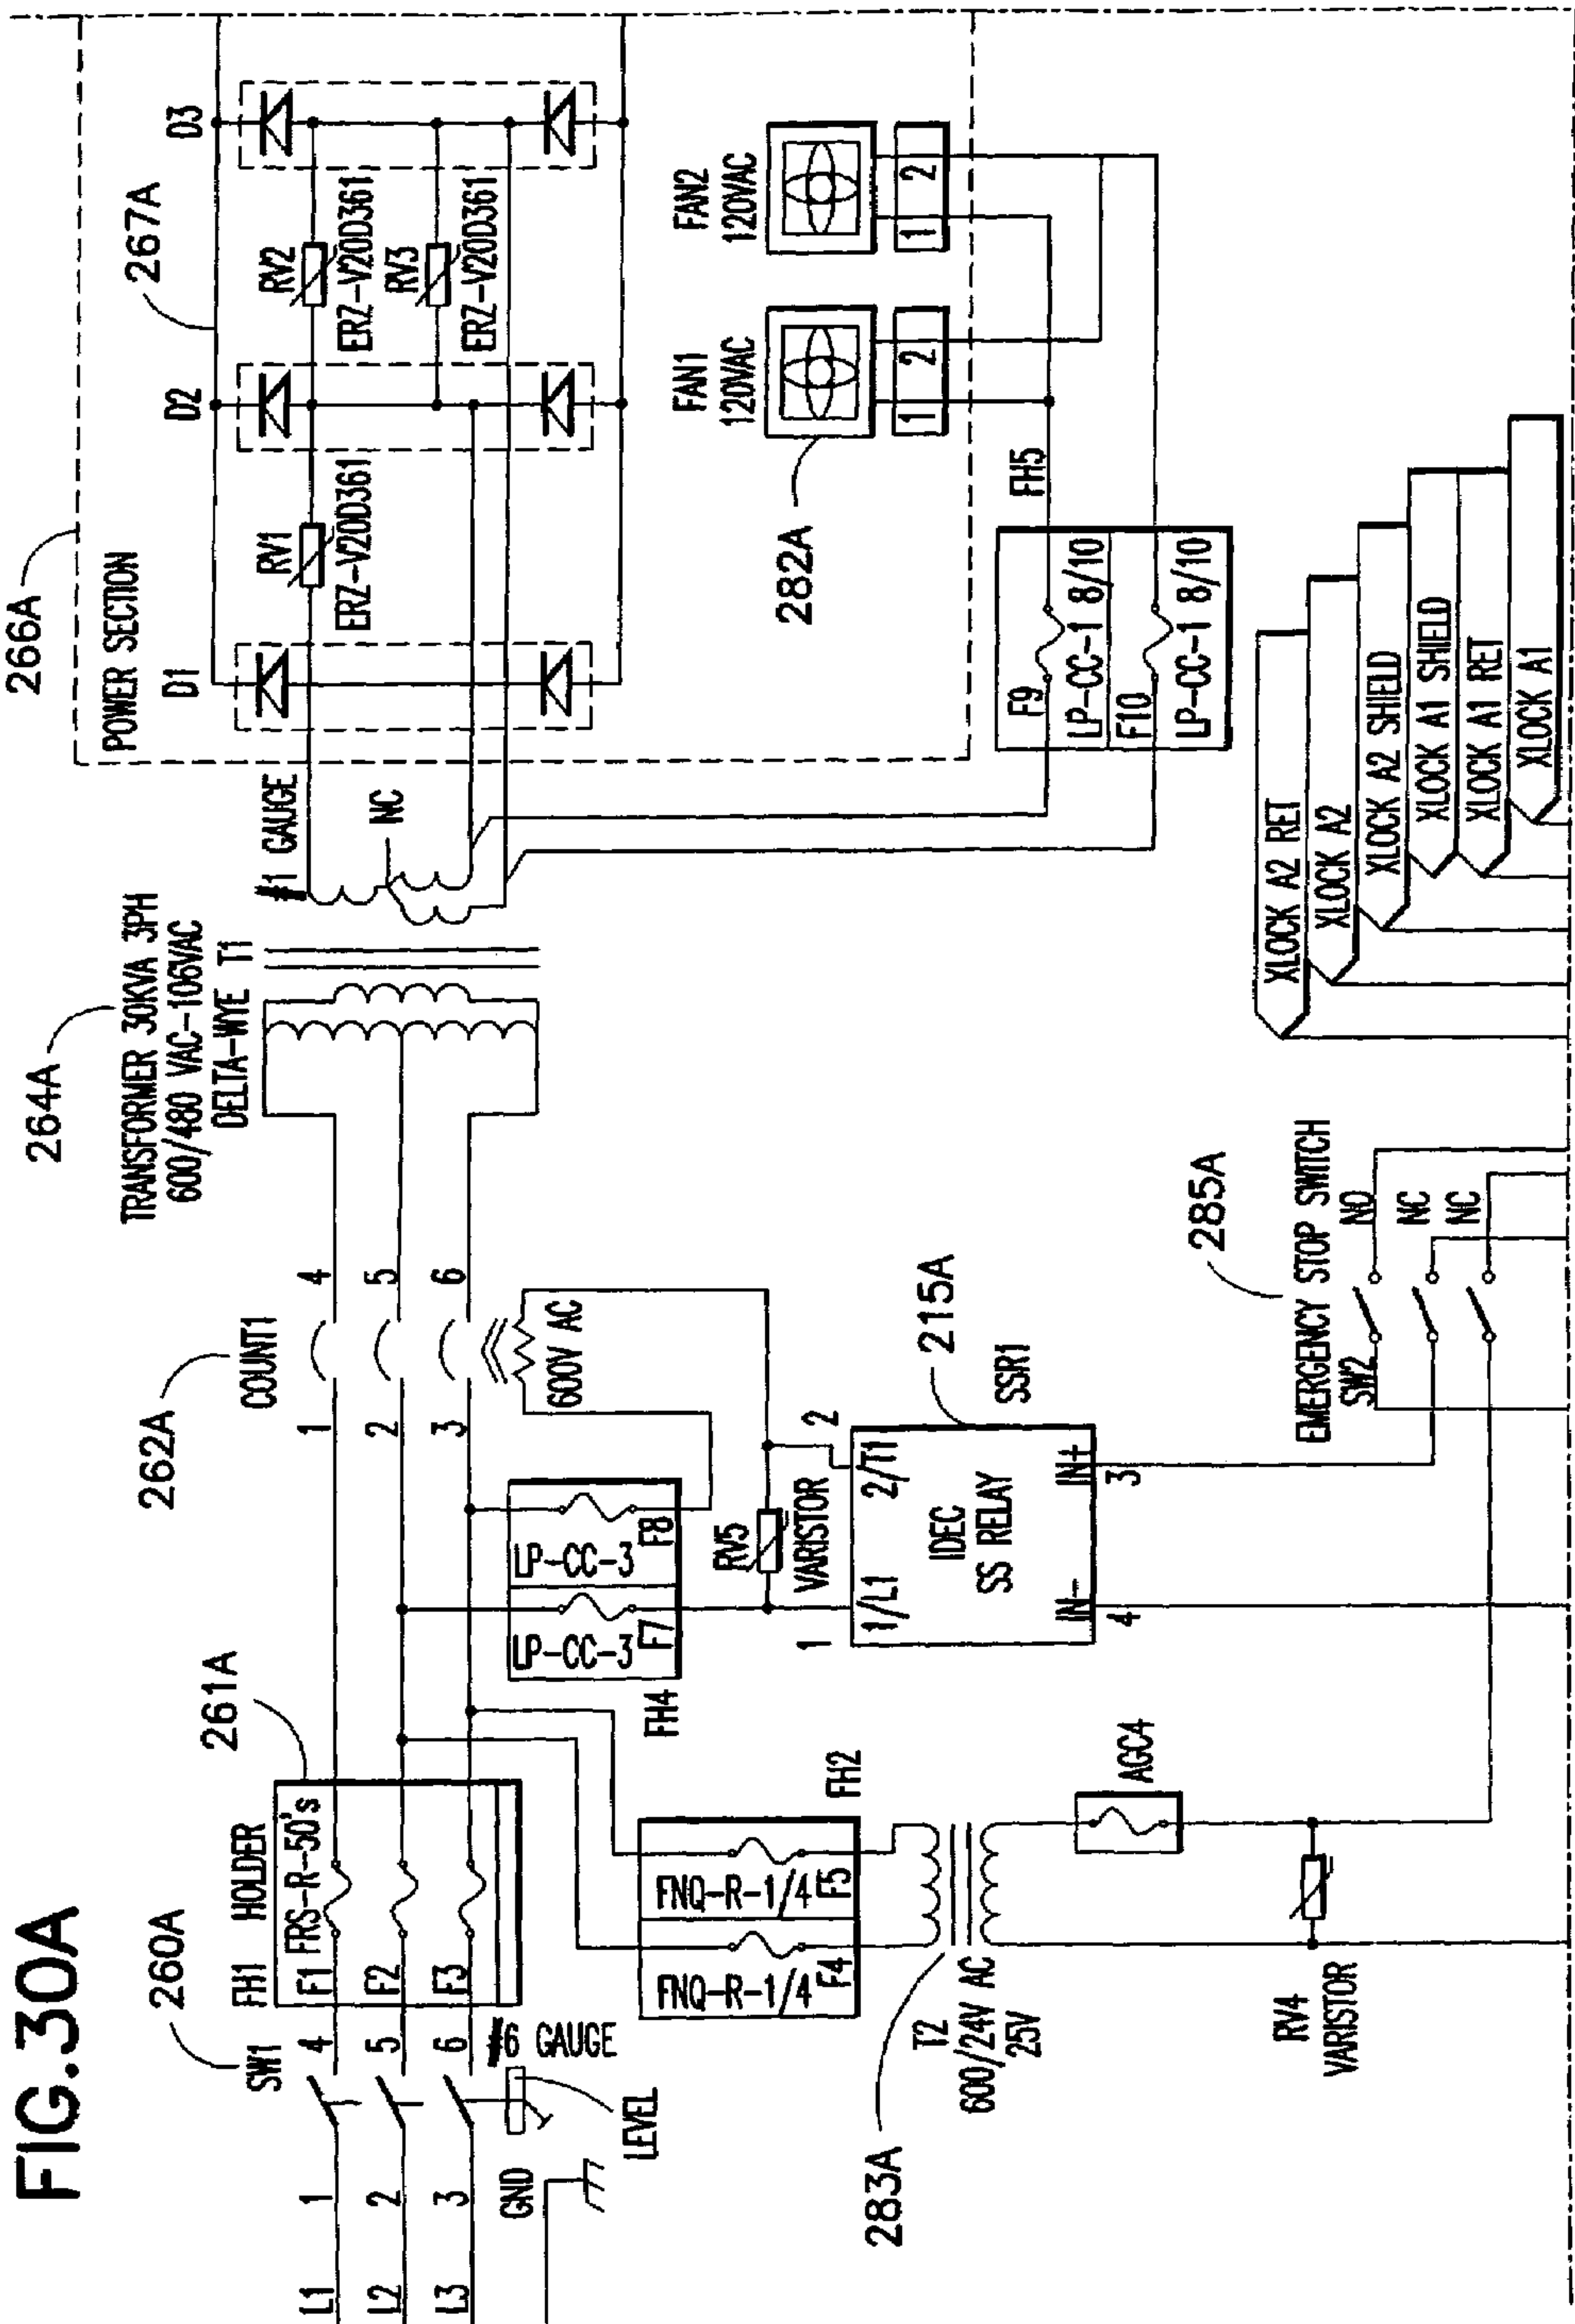 FIG.30A
260A
261A
262A
264A
266A
267A
SW1
FH1 HOLDER
FRS-R-50's
COUNT1
TRANSFORMER 30KVA 3PH
600/480 VAC-106VAC
DELTA-WYE T1
#1 GAUGE
NC
POWER SECTION
D1
D2
D3
RV1
ERZ-V20D361
RV2
ERZ-V20D361
RV3
ERZ-V20D361
L1
1
4
F1
1
4
L2
2
5
F2
2
5
L3
3
6
F3
3
6
#6 GAUGE
GND
LEVEL
600V AC
LP-CC-3
F7
LP-CC-3
F8
FH4
FNQ-R-1/4
F4
FNQ-R-1/4
F5
FH2
RV5
VARISTOR
FAN1
120VAC
FAN2
120VAC
1
2
1
2
282A
FH5
F9
LP-CC-1 8/10
F10
LP-CC-1 8/10
283A
T2
600/24V AC
25V
AGC4
1
2
1/L1
2/T1
IDEC
SS RELAY
IN-
IN+
4
3
215A
SSR1
285A
EMERGENCY STOP SWITCH
SW2
NO
NC
NC
RV4
VARISTOR
XLOCK A2 RET
XLOCK A2
XLOCK A2 SHIELD
XLOCK A1 SHIELD
XLOCK A1 RET
XLOCK A1